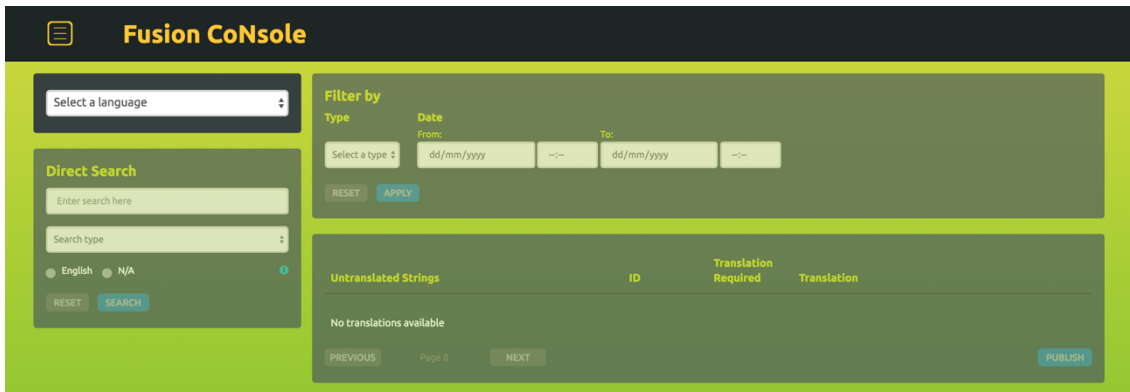 Fusion CoNsole
Select a language
Direct Search
Enter search here
Search type
English N/A
RESET SEARCH
Filter by
Type Date
From: To:
Select a type dd/mm/yyyy --:-- dd/mm/yyyy --:--
RESET APPLY
Untranslated Strings ID Translation Required Translation
No translations available
PREVIOUS Page 0 NEXT PUBLISH